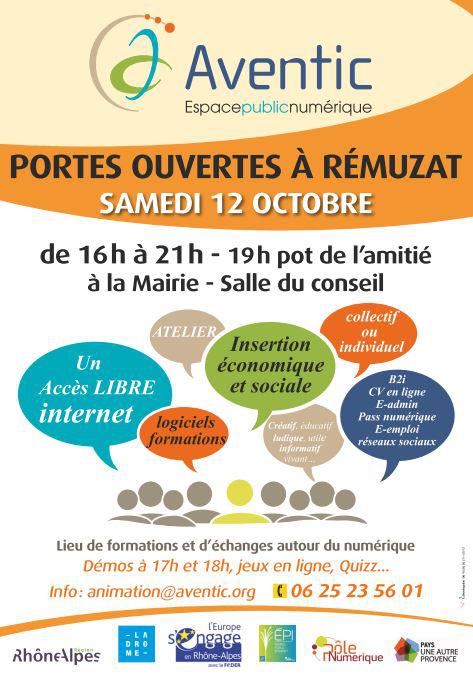 Aventic
Espacepublicnumérique
PORTES OUVERTES À RÉMUZAT
SAMEDI 12 OCTOBRE
de 16h à 21h - 19h pot de l'amitié
à la Mairie - Salle du conseil
ATELIER
collectif
ou
individuel
Un
Accès LIBRE
internet
Insertion
économique
et sociale
B2i
CV en ligne
E-admin
Pass numérique
E-emploi
réseaux sociaux
logiciels
formations
Créatif, éducatif
ludique, utile
informatif
vivant...
Lieu de formations et d'échanges autour du numérique
Démos à 17h et 18h, jeux en ligne, Quizz...
Info: animation@aventic.org 06 25 23 56 01
RhôneAlpes Région
LA
DROME
l'Europe
s'engage
en Rhône-Alpes
avec le FEDER
EPI
Pôle
Numérique
PAYS
UNE AUTRE
PROVENCE